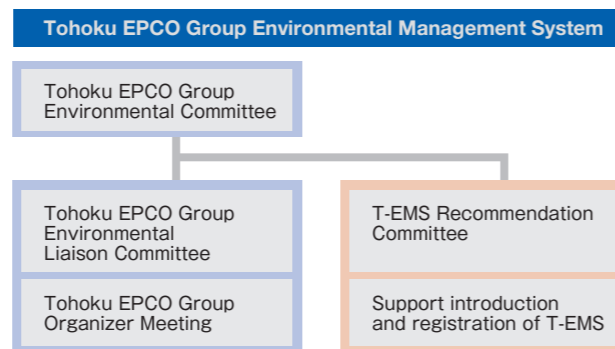 Tohoku EPCO Group Environmental Management System
Tohoku EPCO Group
Environmental Committee
Tohoku EPCO Group
Environmental
Liaison Committee
Tohoku EPCO Group
Organizer Meeting
T-EMS Recommendation
Committee
Support introduction
and registration of T-EMS